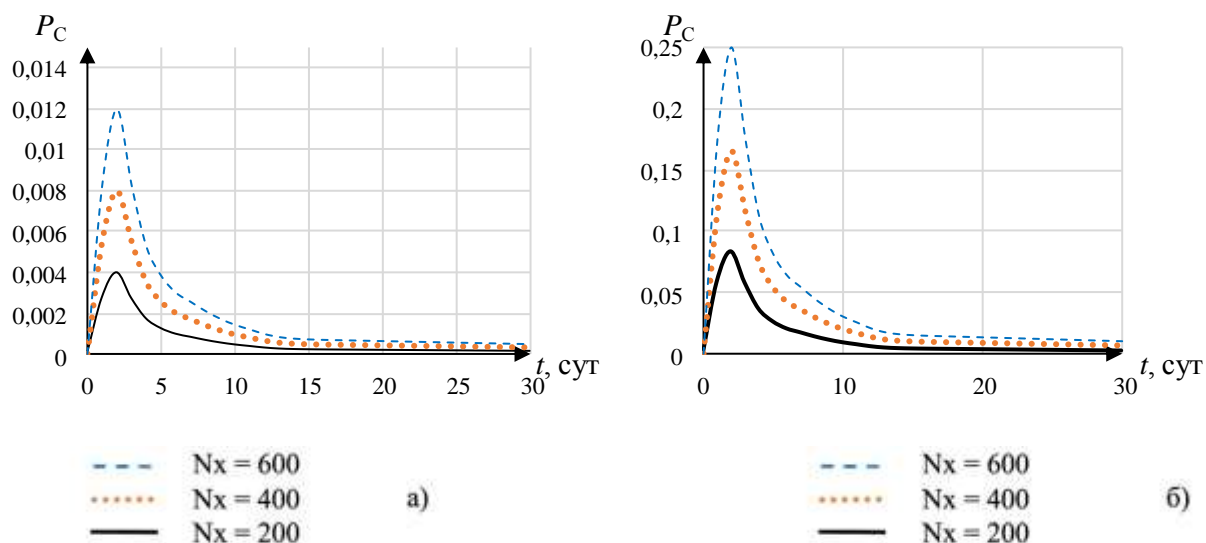 P_C
0,014
0,012
0,01
0,008
0,006
0,004
0,002
0
0 5 10 15 20 25 30
t, сут
Nx = 600
Nx = 400
Nx = 200
а)
P_C
0,25
0,2
0,15
0,1
0,05
0
0 10 20 30
t, сут
Nx = 600
Nx = 400
Nx = 200
б)